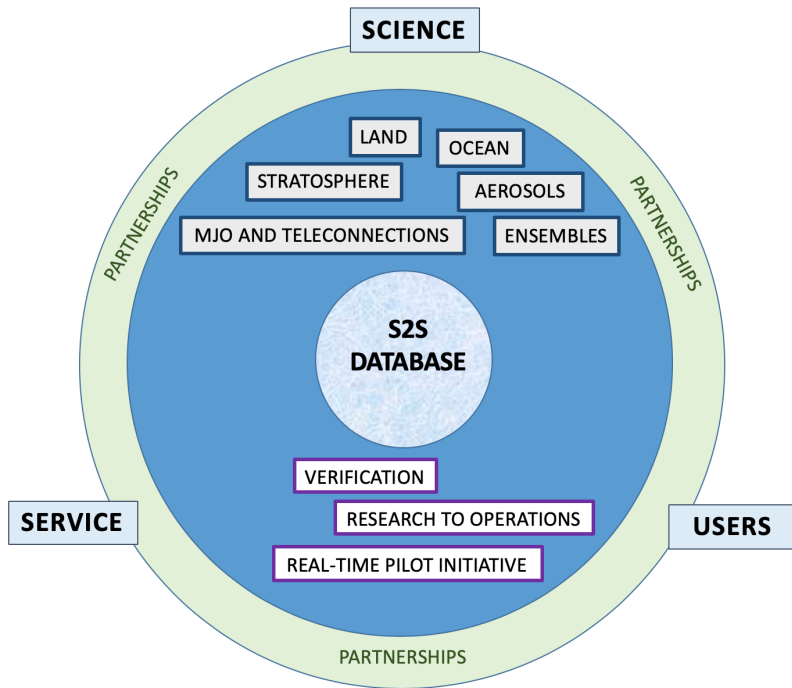 SCIENCE
LAND
OCEAN
STRATOSPHERE
AEROSOLS
MJO AND TELECONNECTIONS
ENSEMBLES
PARTNERSHIPS
PARTNERSHIPS
S2S
DATABASE
VERIFICATION
RESEARCH TO OPERATIONS
REAL-TIME PILOT INITIATIVE
SERVICE
USERS
PARTNERSHIPS